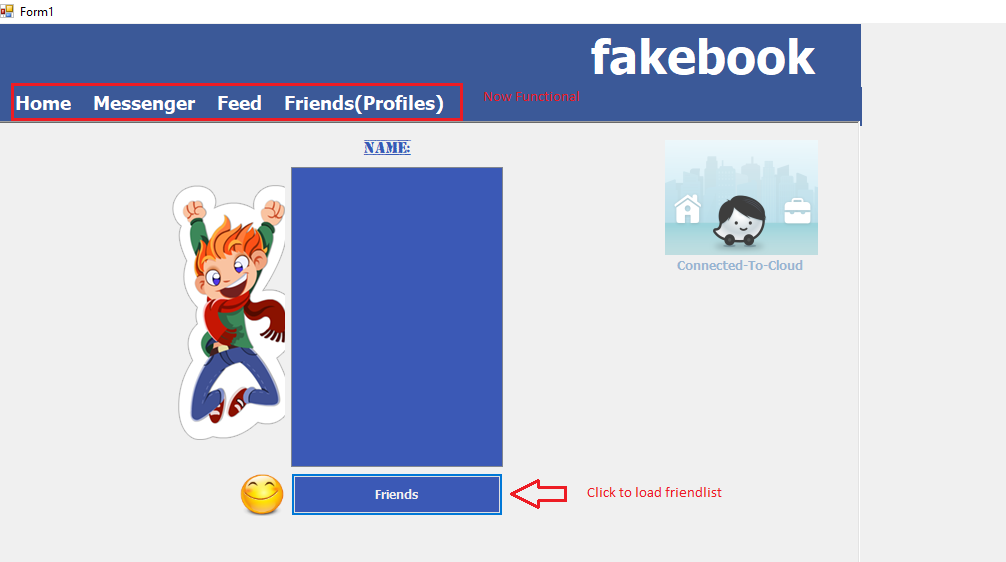 Form1
fakebook
Home Messenger Feed Friends(Profiles)
Now Functional
NAME:
Connected-To-Cloud
Friends
Click to load friendlist